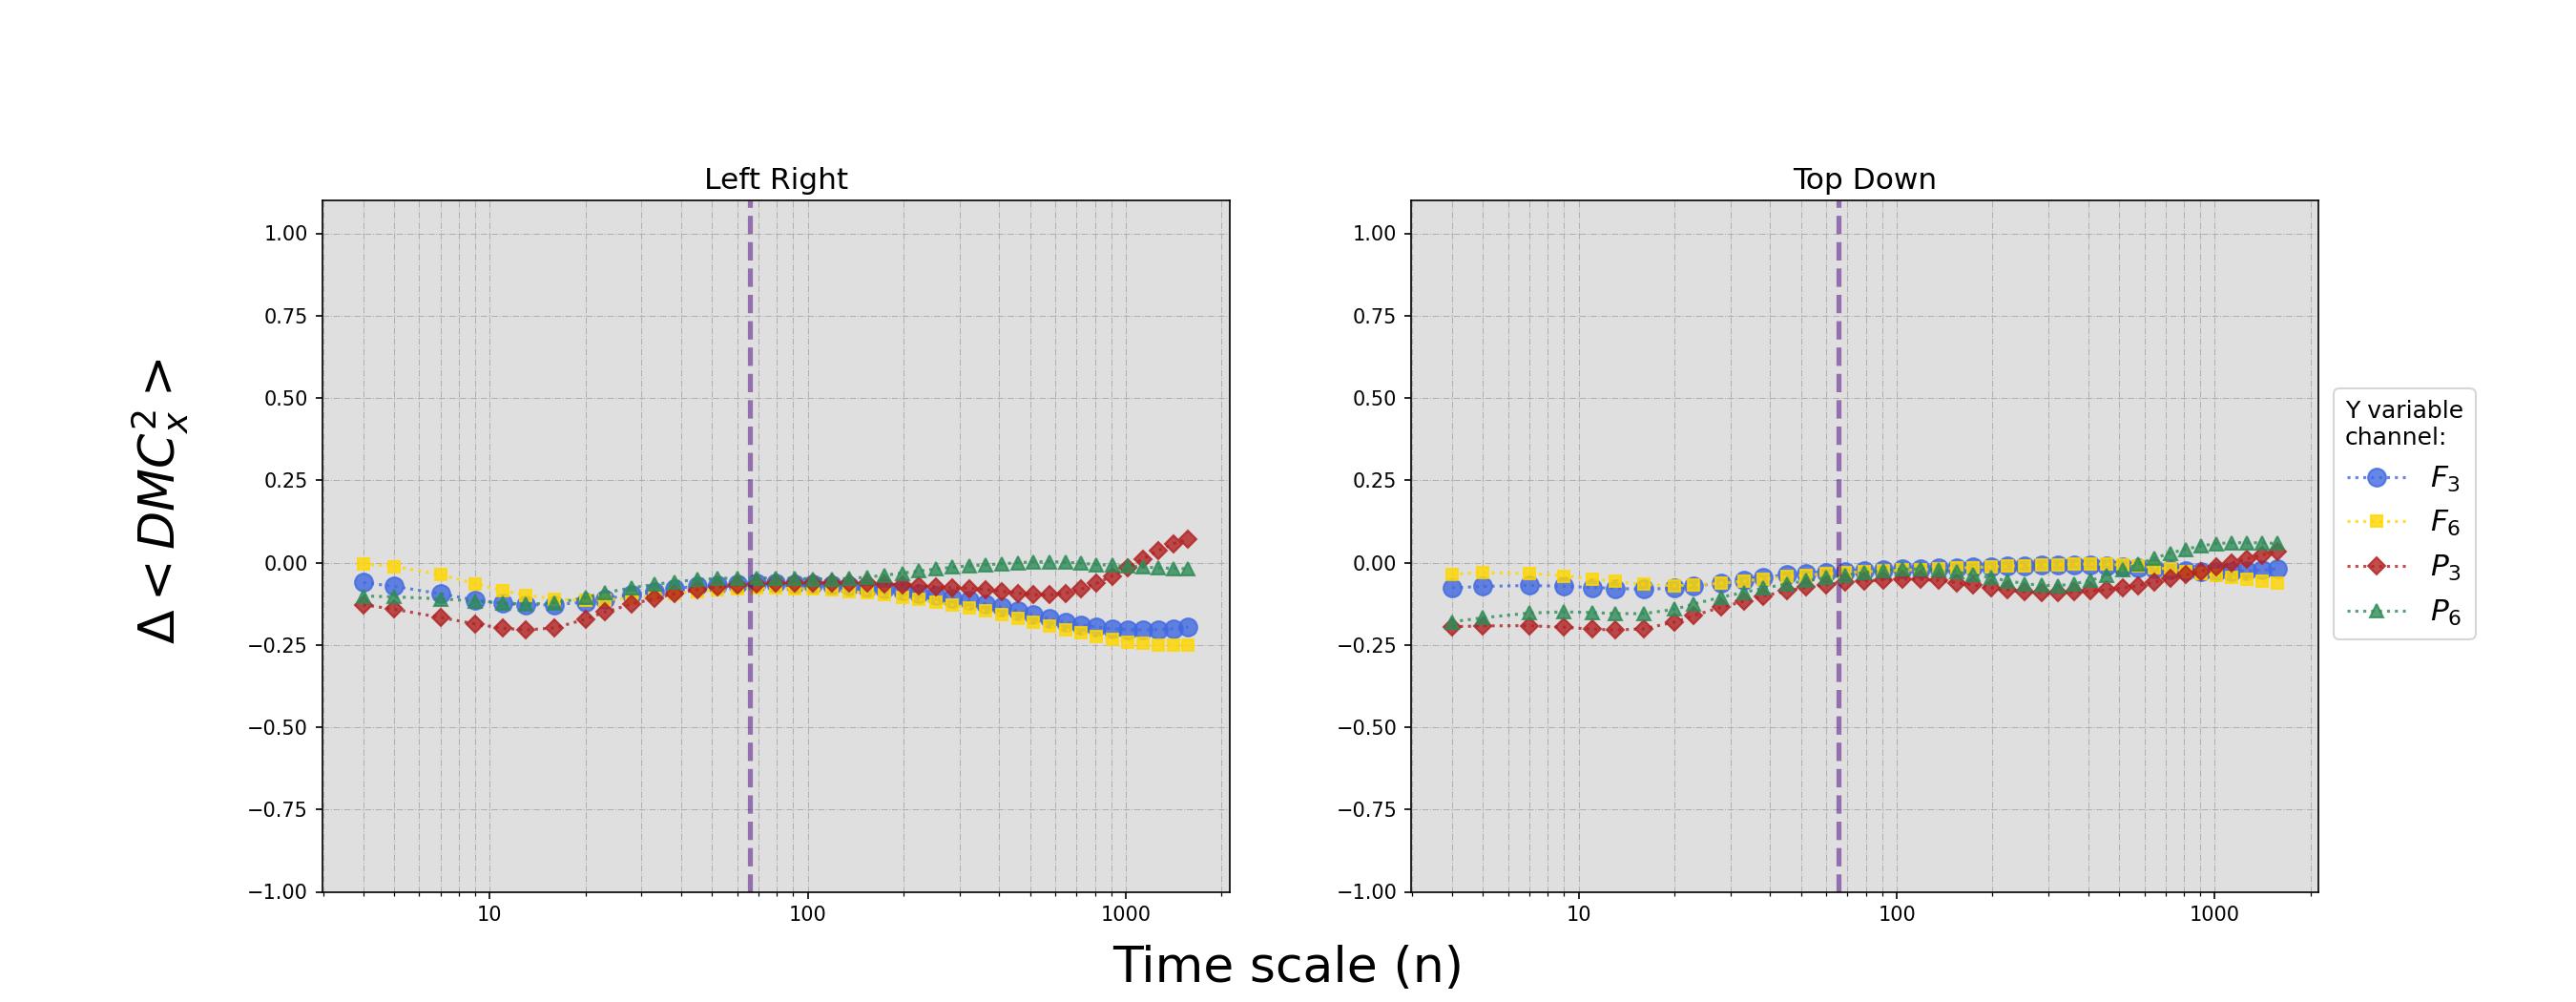 Left Right
Top Down
Δ < DMC²ₓ >
1.00
0.75
0.50
0.25
0.00
−0.25
−0.50
−0.75
−1.00
10 100 1000
1.00
0.75
0.50
0.25
0.00
−0.25
−0.50
−0.75
−1.00
10 100 1000
Y variable
channel:
F₃
F₆
P₃
P₆
Time scale (n)